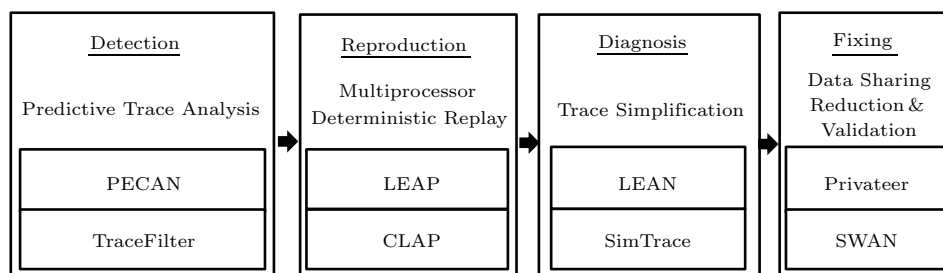 Detection
Predictive Trace Analysis
PECAN
TraceFilter
Reproduction
Multiprocessor
Deterministic Replay
LEAP
CLAP
Diagnosis
Trace Simplification
LEAN
SimTrace
Fixing
Data Sharing
Reduction &
Validation
Privateer
SWAN